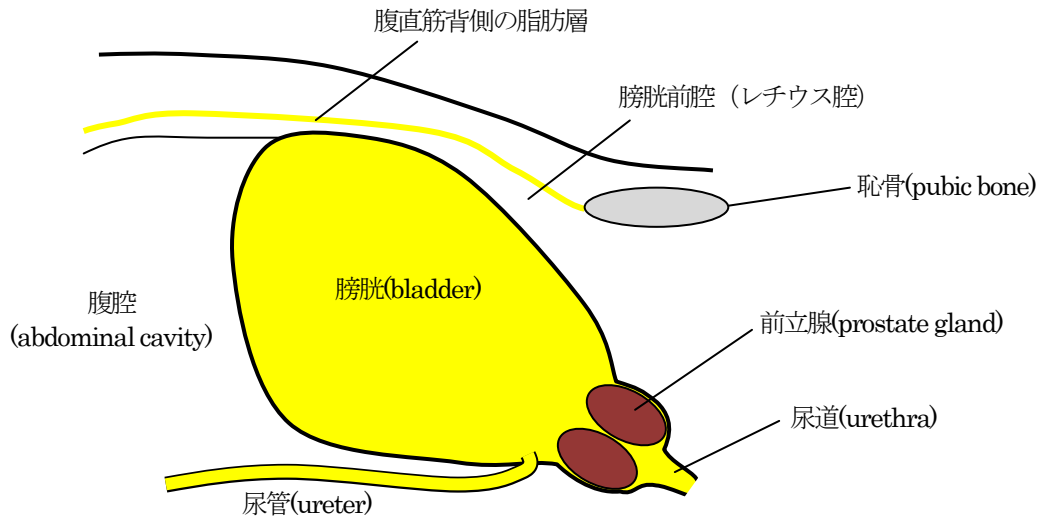 腹直筋背側の脂肪層
膀胱前腔（レチウス腔）
恥骨(pubic bone)
膀胱(bladder)
腹腔
(abdominal cavity)
前立腺(prostate gland)
尿道(urethra)
尿管(ureter)